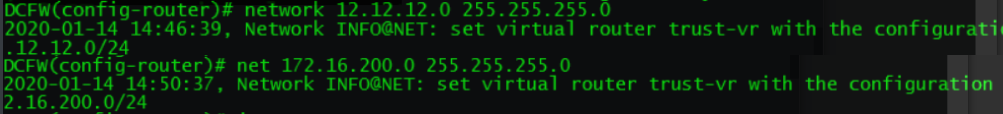 DCFW(config-router)# network 12.12.12.0 255.255.255.0
2020-01-14 14:46:39, Network INFO@NET: set virtual router trust-vr with the configurati
.12.12.0/24
DCFW(config-router)# net 172.16.200.0 255.255.255.0
2020-01-14 14:50:37, Network INFO@NET: set virtual router trust-vr with the configuration
2.16.200.0/24